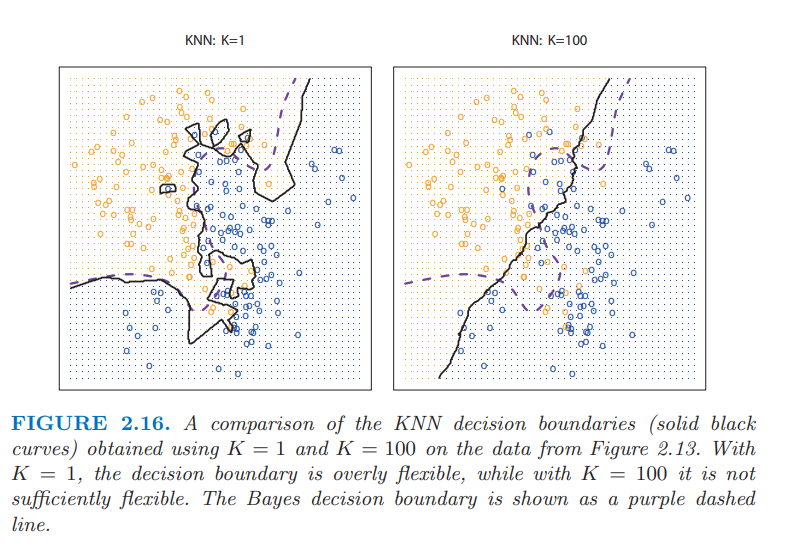 KNN: K=1
KNN: K=100
FIGURE 2.16. A comparison of the KNN decision boundaries (solid black
curves) obtained using K = 1 and K = 100 on the data from Figure 2.13. With
K = 1, the decision boundary is overly flexible, while with K = 100 it is not
sufficiently flexible. The Bayes decision boundary is shown as a purple dashed
line.